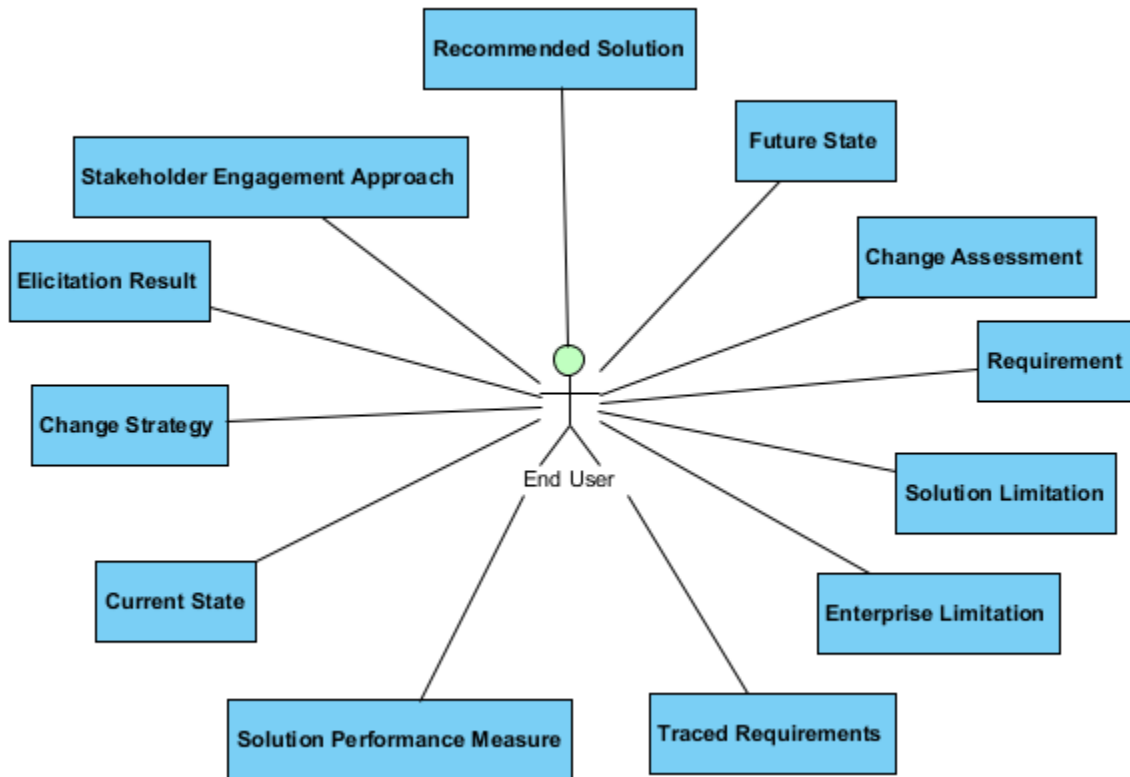 Recommended Solution
Future State
Stakeholder Engagement Approach
Change Assessment
Elicitation Result
Requirement
Change Strategy
End User
Solution Limitation
Current State
Enterprise Limitation
Solution Performance Measure
Traced Requirements